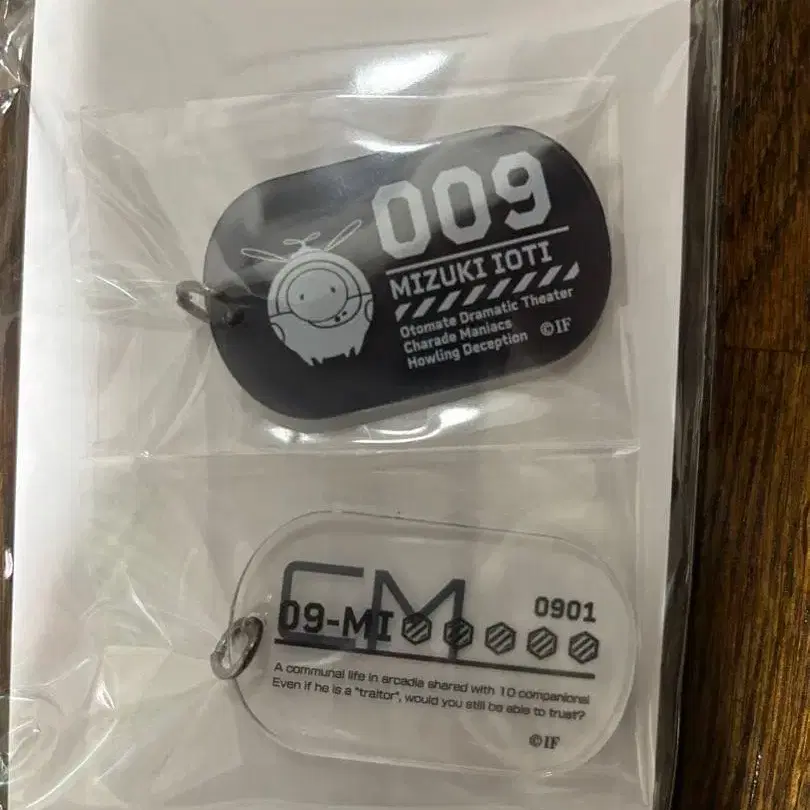 009
MIZUKI IOTI
Otomate Dramatic Theater
Charade Maniacs
Howling Deception ©IF
CM
0901
09-MI
A communal life in arcadia shared with 10 companions!
Even if he is a "traitor", would you still be able to trust?
©IF